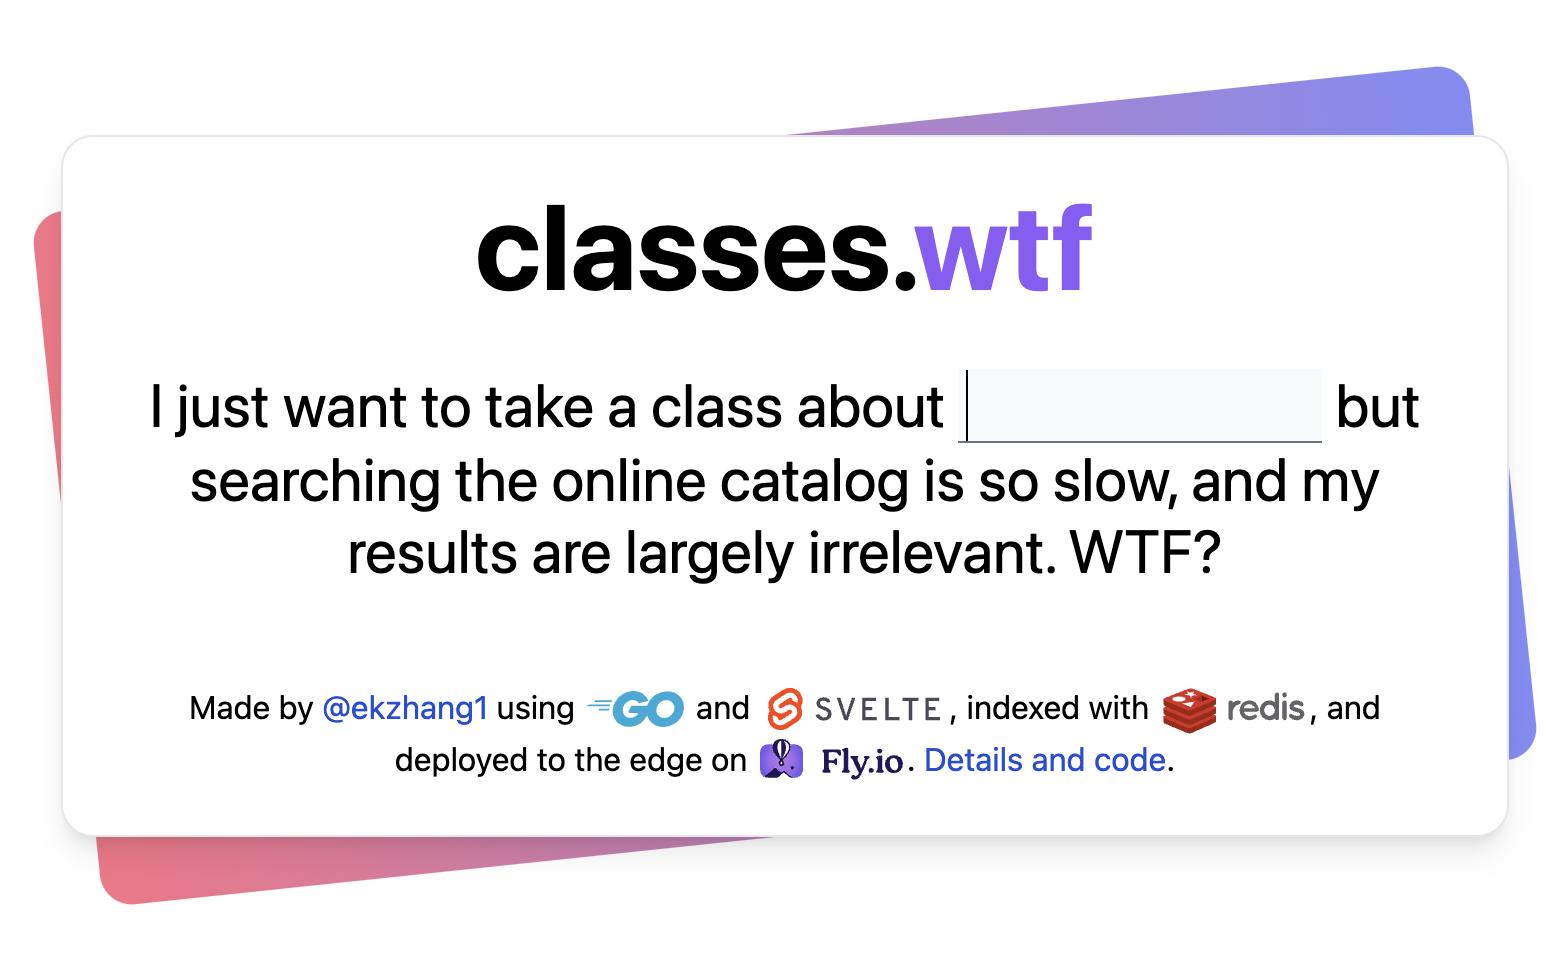 classes.wtf
I just want to take a class about but
searching the online catalog is so slow, and my
results are largely irrelevant. WTF?
Made by @ekzhang1 using GO and SVELTE, indexed with redis, and
deployed to the edge on Fly.io. Details and code.